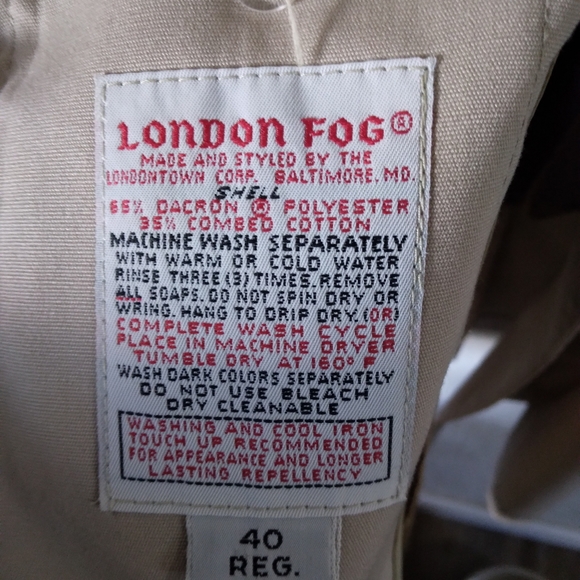 LONDON FOG®
MADE AND STYLED BY THE
LONDONTOWN CORP. BALTIMORE, MD.
SHELL
65% DACRON ® POLYESTER
35% COMBED COTTON
MACHINE WASH SEPARATELY
WITH WARM OR COLD WATER
RINSE THREE (3) TIMES. REMOVE
ALL SOAPS. DO NOT SPIN DRY OR
WRING. HANG TO DRIP DRY. (OR)
COMPLETE WASH CYCLE
PLACE IN MACHINE DRYER
TUMBLE DRY AT 160° F
WASH DARK COLORS SEPARATELY
DO NOT USE BLEACH
DRY CLEANABLE
WASHING AND COOL IRON
TOUCH UP RECOMMENDED
FOR APPEARANCE AND LONGER
LASTING REPELLENCY
40
REG.